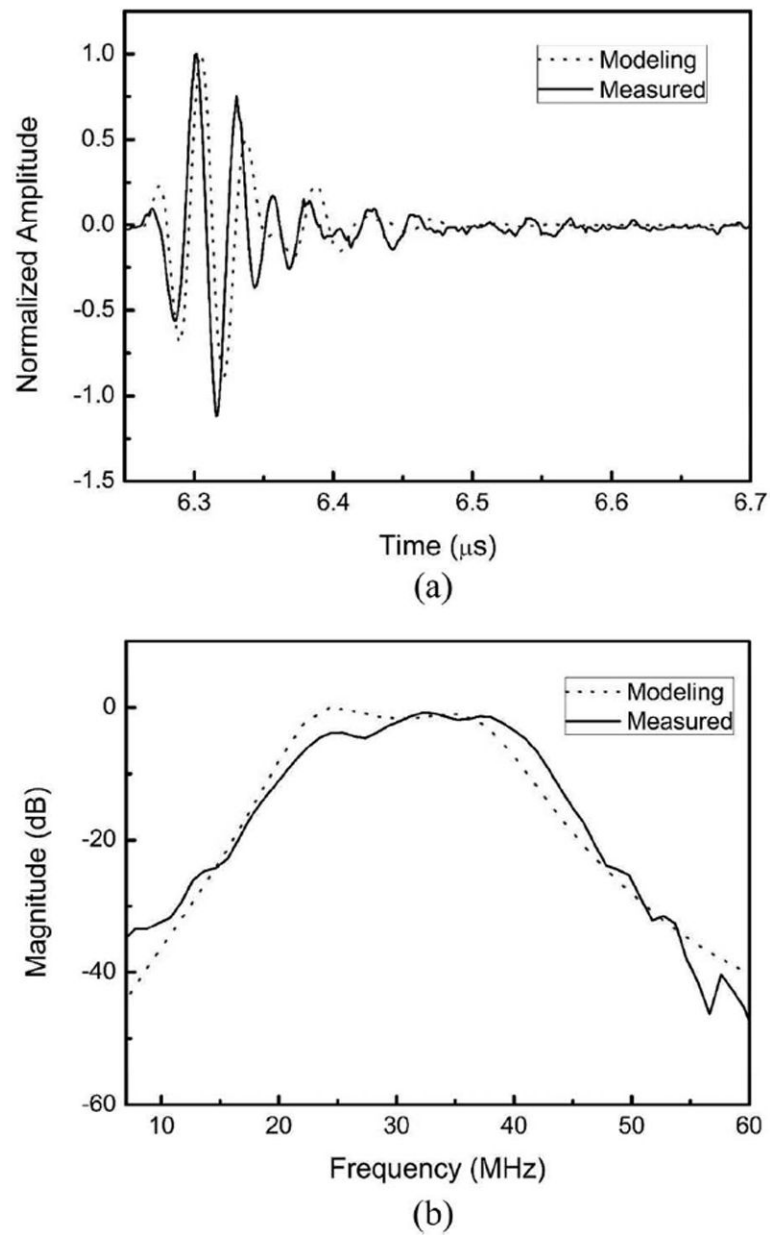 Modeling
Measured
1.0
0.5
0.0
-0.5
-1.0
-1.5
Normalized Amplitude
6.3
6.4
6.5
6.6
6.7
Time (μs)
(a)
Modeling
Measured
0
-20
-40
-60
Magnitude (dB)
10
20
30
40
50
60
Frequency (MHz)
(b)